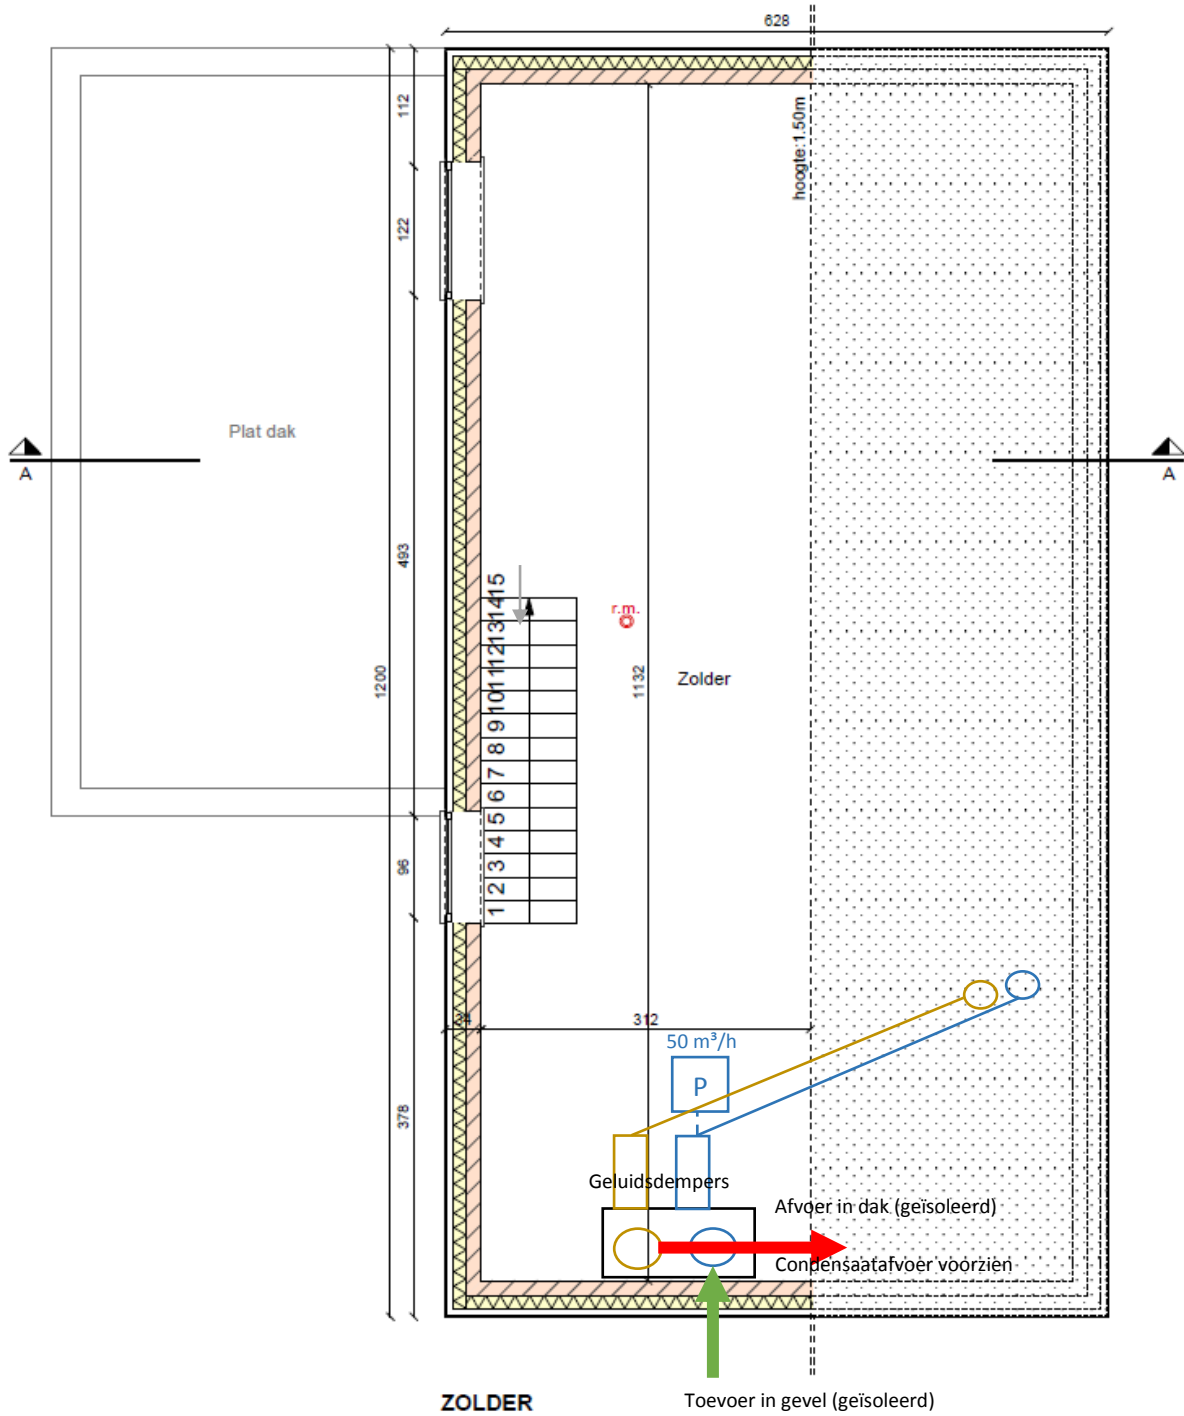 628
112
hoogte:1.50m
122
Plat dak
A
A
493
15
14
13
12
11
10
9
8
7
6
5
4
3
2
1
r.m.
1200
1132
Zolder
96
34
312
50 m³/h
P
378
Geluidsdempers
Afvoer in dak (geïsoleerd)
Condensaatafvoer voorzien
ZOLDER
Toevoer in gevel (geïsoleerd)